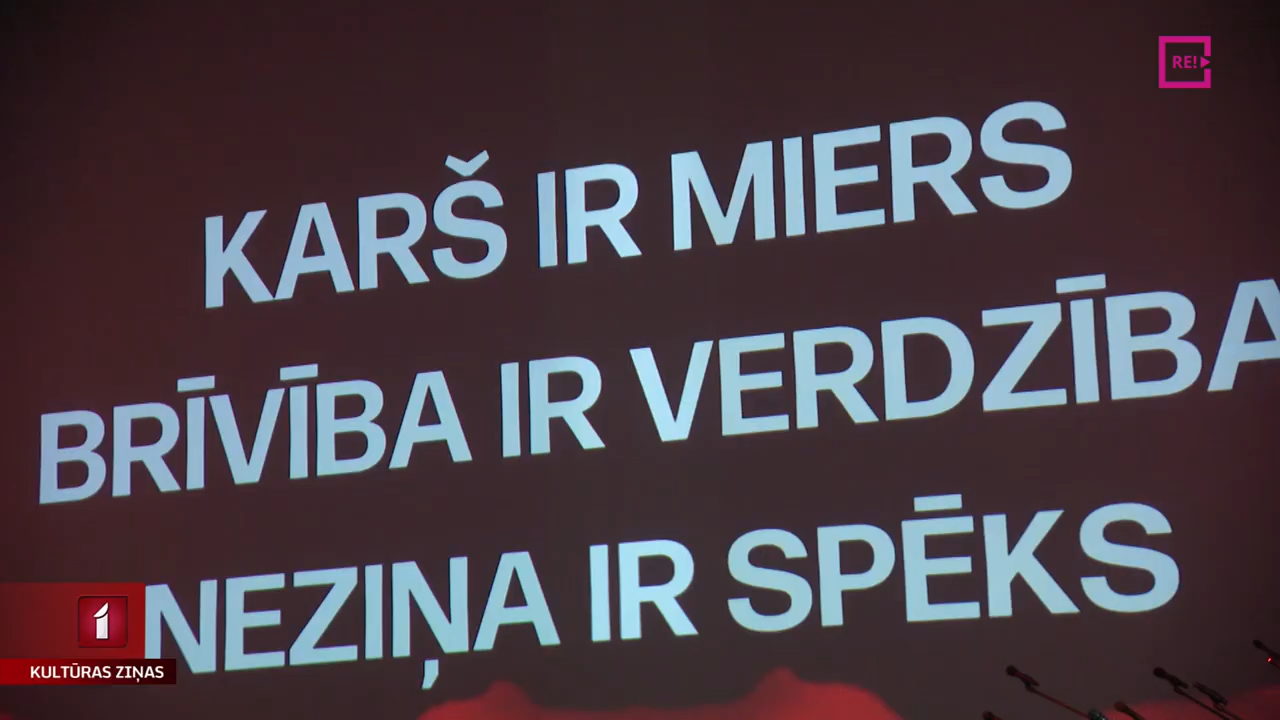 RE!
KARŠ IR MIERS
BRĪVĪBA IR VERDZĪBA
NEZIŅA IR SPĒKS
1
KULTŪRAS ZIŅAS